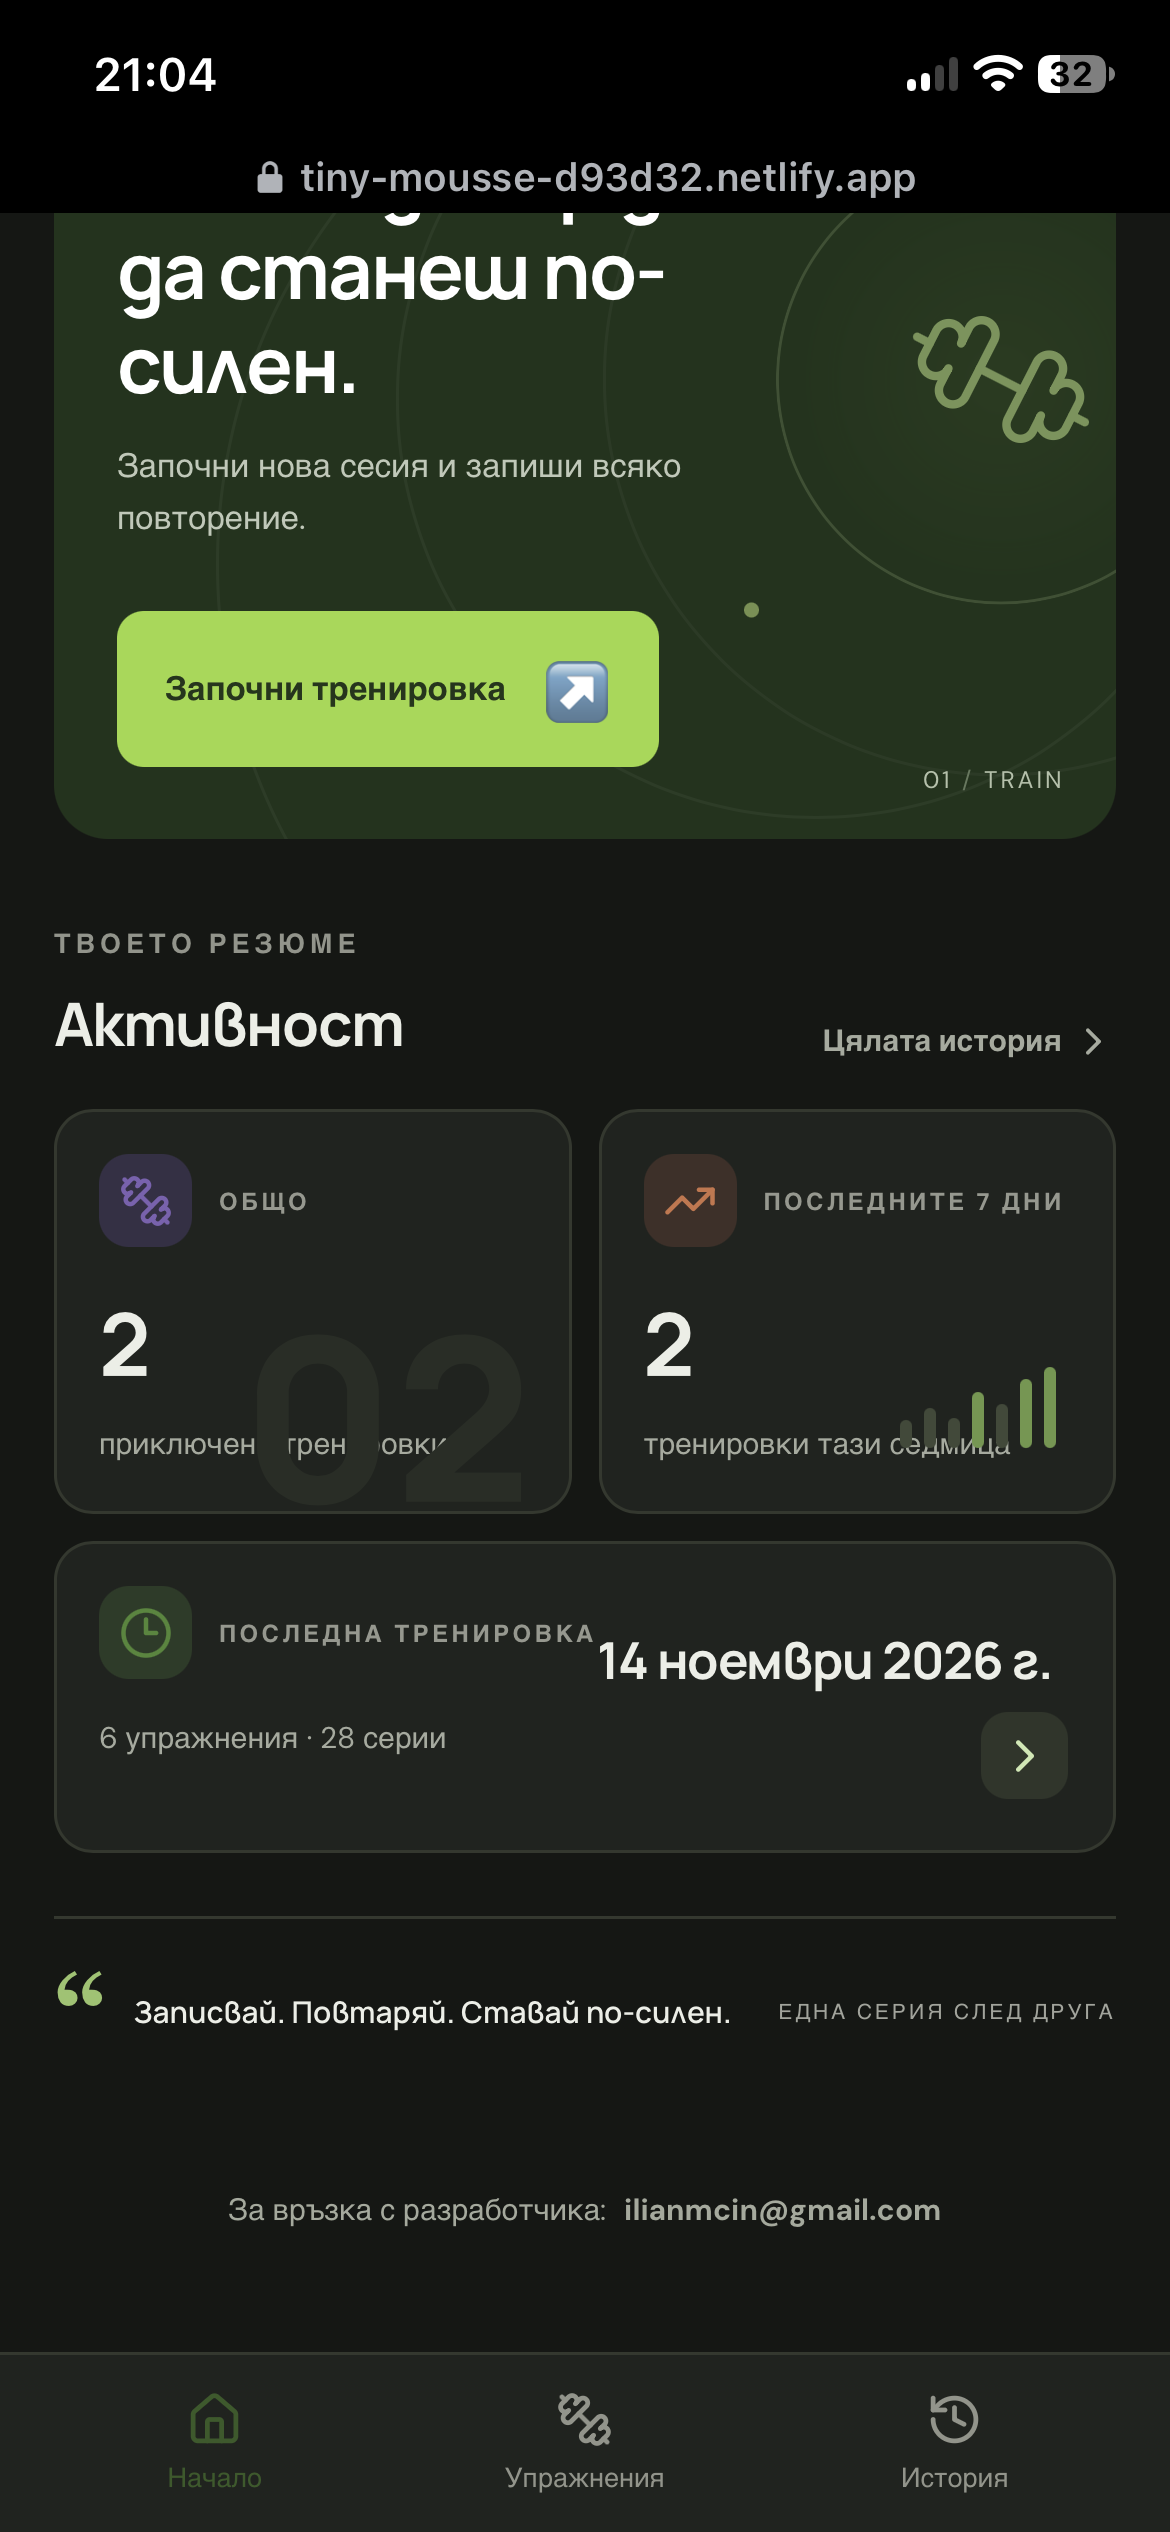 21:04
32
tiny-mousse-d93d32.netlify.app
да станеш по-
силен.
Започни нова сесия и запиши всяко
повторение.
Започни тренировка
01 / TRAIN
ТВОЕТО РЕЗЮМЕ
Активност
Цялата история
ОБЩО
2
02
приключени тренировки
ПОСЛЕДНИТЕ 7 ДНИ
2
тренировки тази седмица
ПОСЛЕДНА ТРЕНИРОВКА
14 ноември 2026 г.
6 упражнения · 28 серии
“ Записвай. Повтаряй. Ставай по-силен.
ЕДНА СЕРИЯ СЛЕД ДРУГА
За връзка с разработчика: ilianmcin@gmail.com
Начало
Упражнения
История